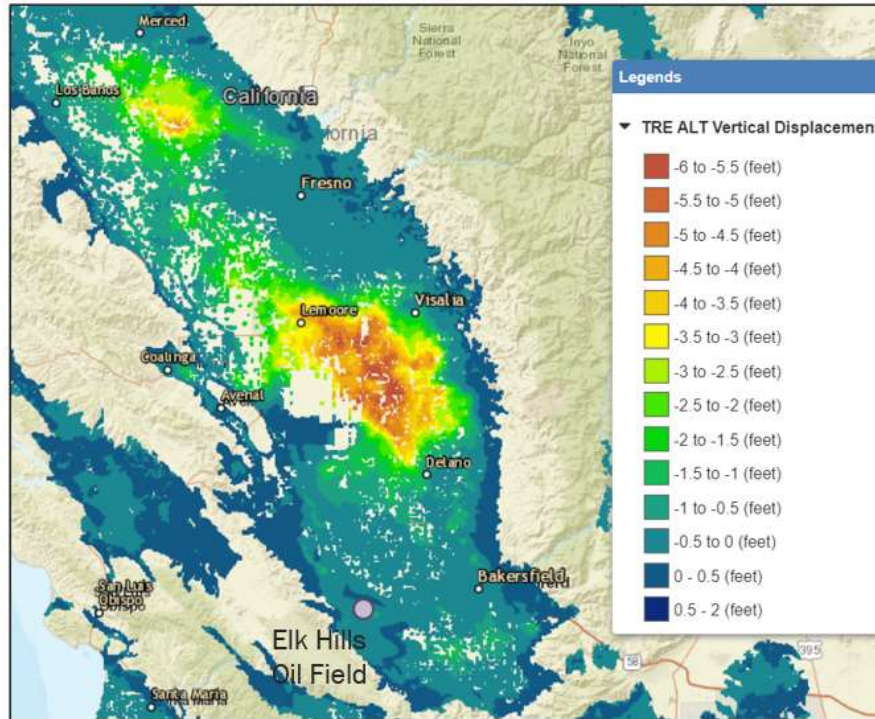 Merced
Sierra
National
Forest
Inyo
National
Forest
Legends
Los Banos
California
TRE ALT Vertical Displacemen
-6 to -5.5 (feet)
-5.5 to -5 (feet)
Fresno
-5 to -4.5 (feet)
-4.5 to -4 (feet)
-4 to -3.5 (feet)
Lemoore
Visalia
-3.5 to -3 (feet)
-3 to -2.5 (feet)
Coalinga
-2.5 to -2 (feet)
Avenal
-2 to -1.5 (feet)
-1.5 to -1 (feet)
Delano
-1 to -0.5 (feet)
-0.5 to 0 (feet)
Bakersfield
0 - 0.5 (feet)
San Luis
Obispo
0.5 - 2 (feet)
Elk Hills
Oil Field
58
395
Santa Maria